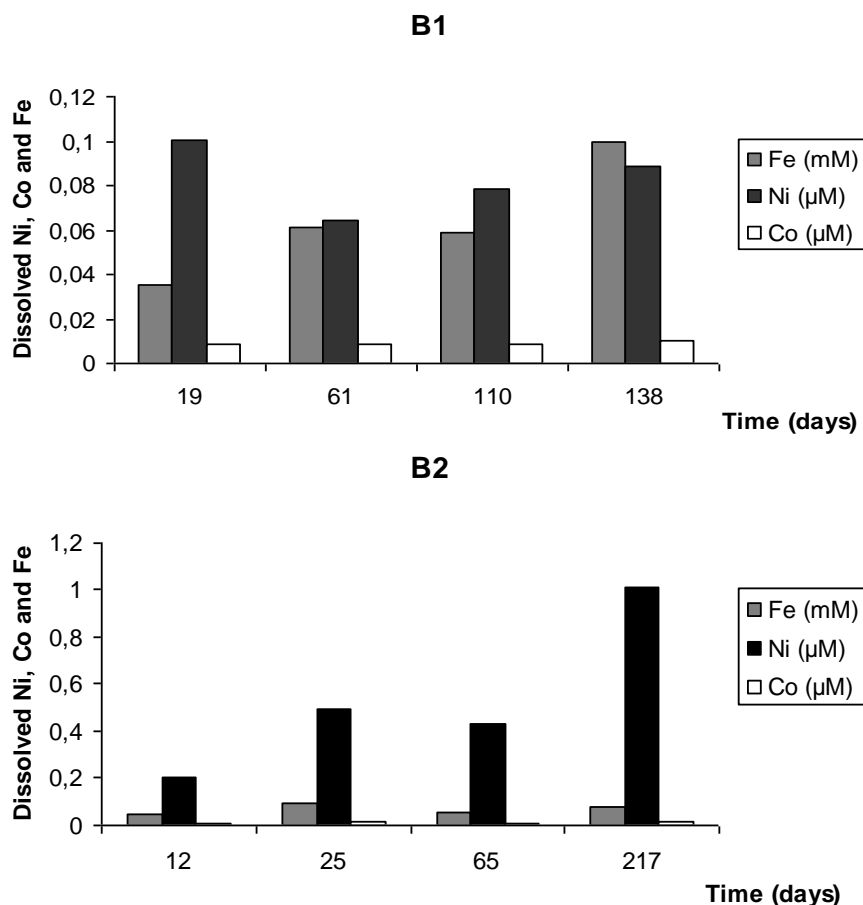 B1
Dissolved Ni, Co and Fe
0,12
0,1
0,08
0,06
0,04
0,02
0
19 61 110 138
Time (days)
Fe (mM)
Ni (µM)
Co (µM)
B2
Dissolved Ni, Co and Fe
1,2
1
0,8
0,6
0,4
0,2
0
12 25 65 217
Time (days)
Fe (mM)
Ni (µM)
Co (µM)